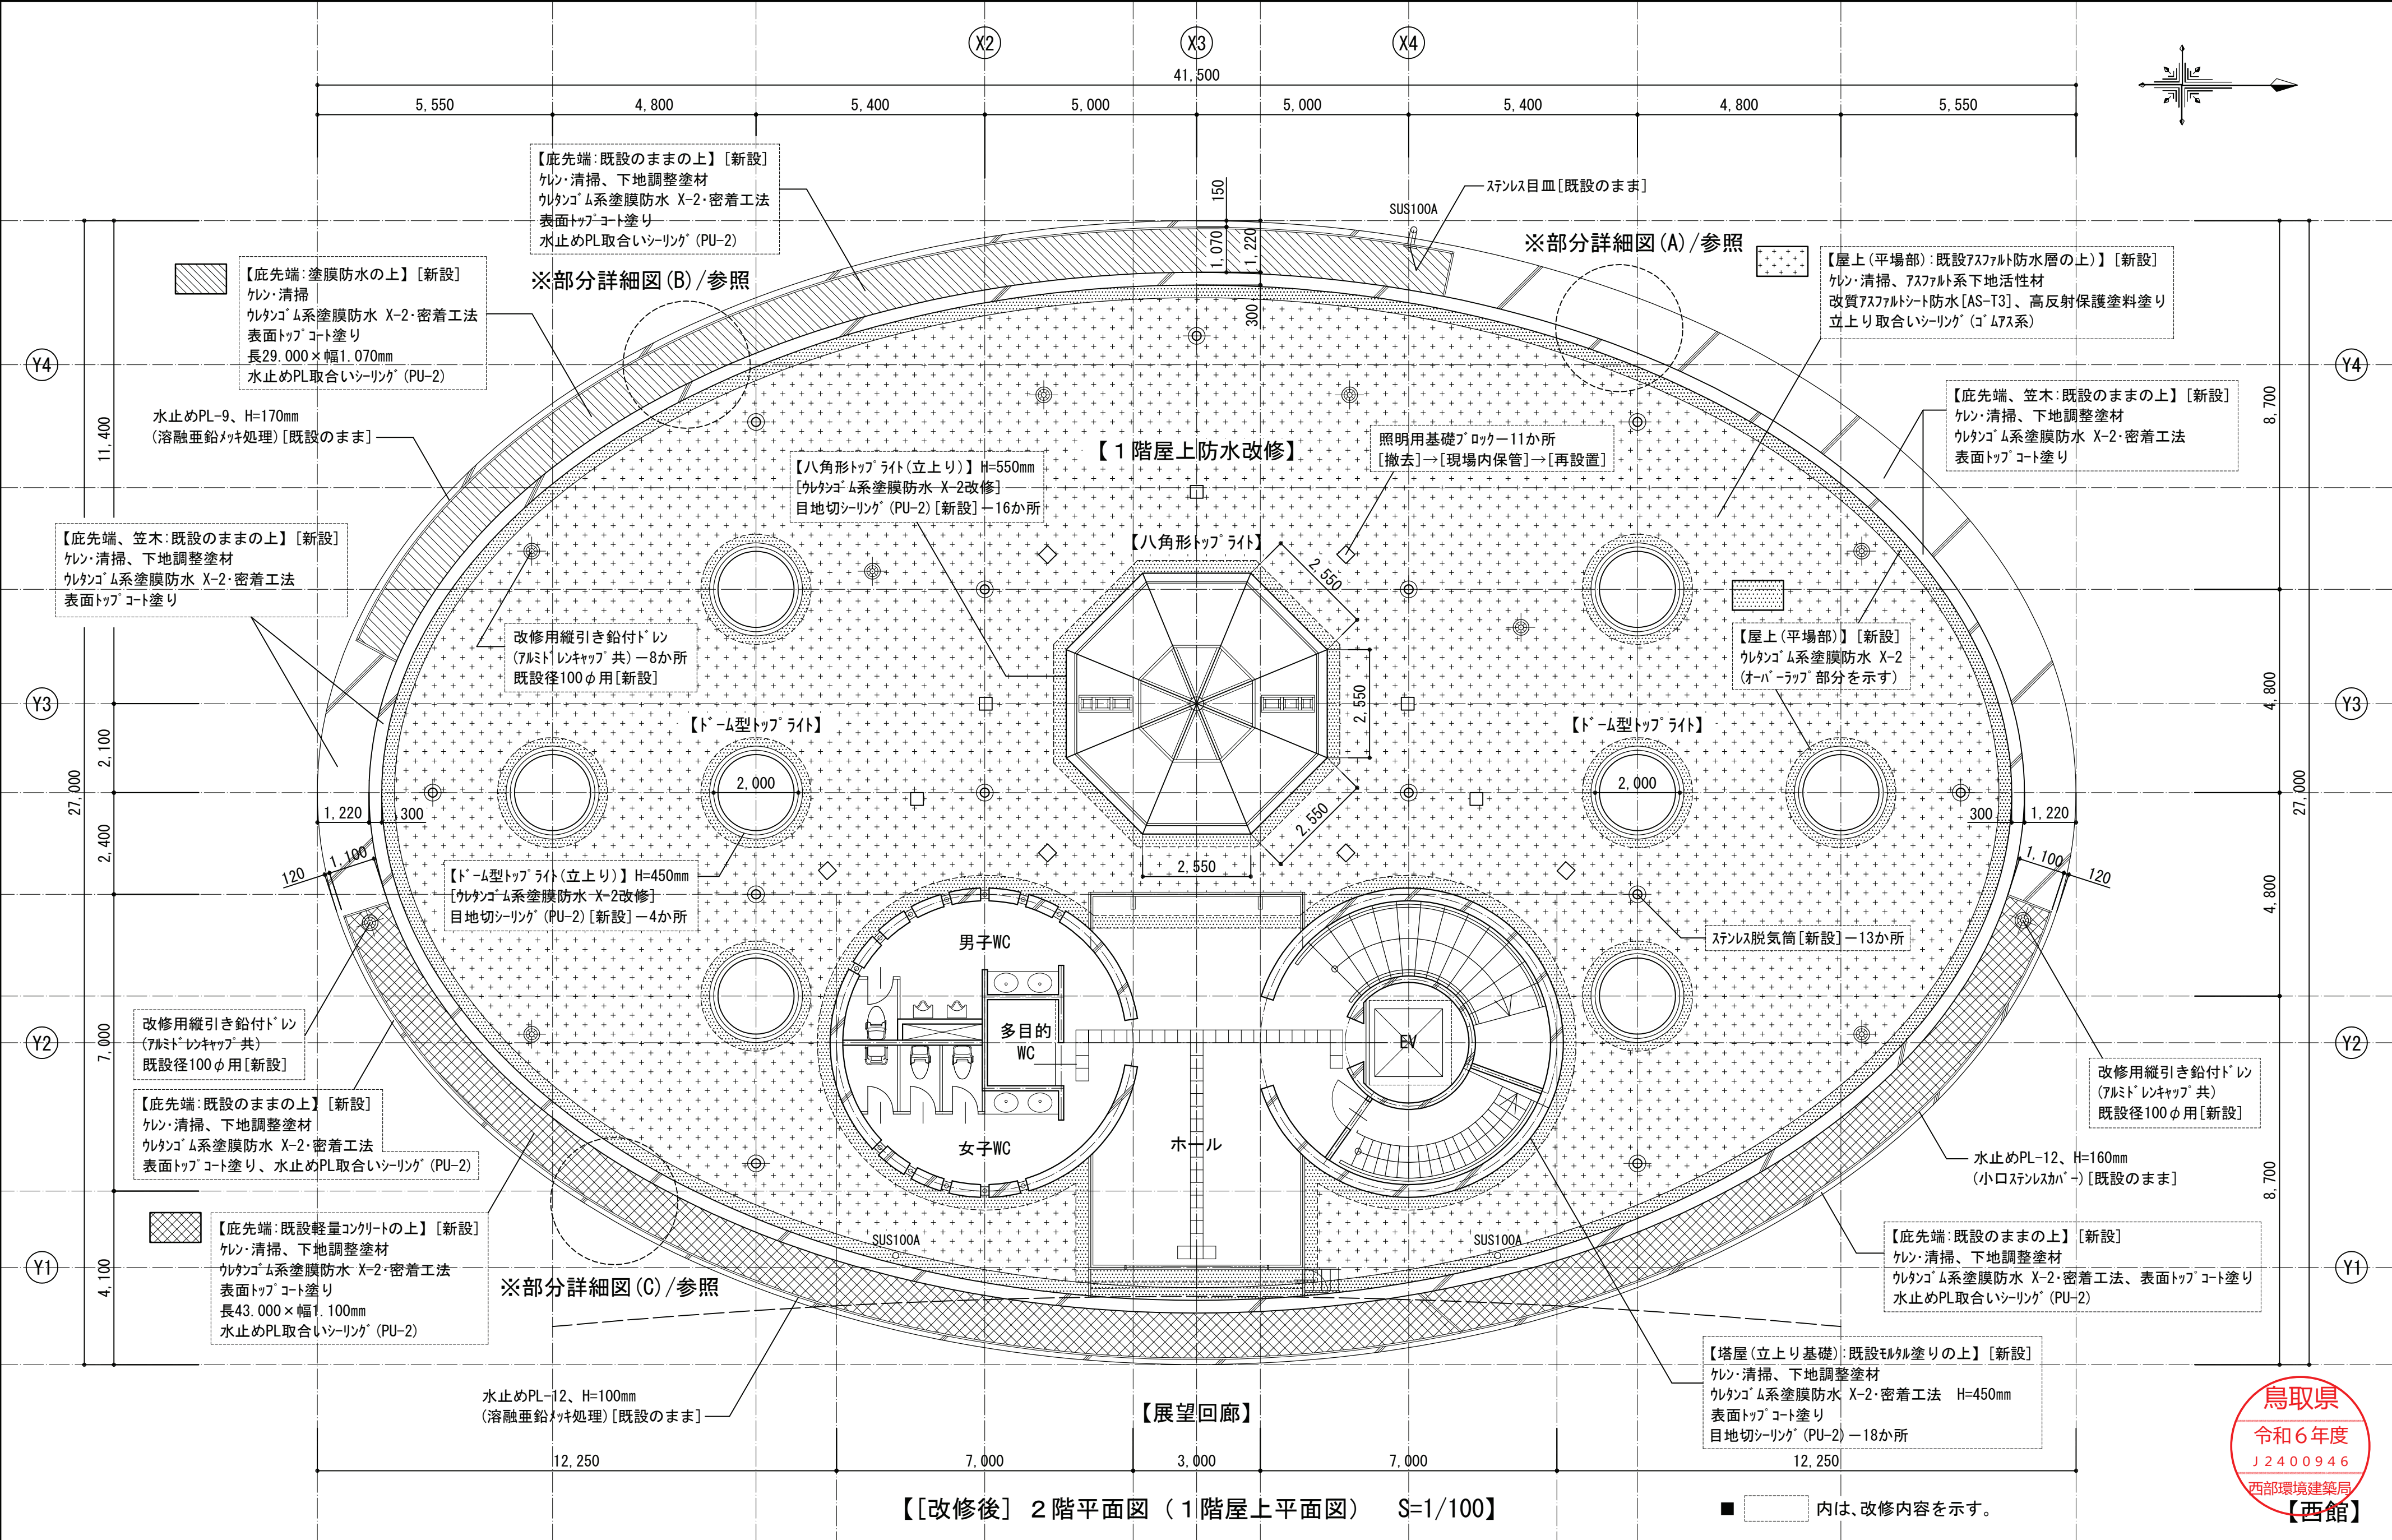 X2
X3
X4
41,500
5,550
4,800
5,400
5,000
5,000
5,400
4,800
5,550
【庇先端:既設のままの上】[新設]
ケレン・清掃、下地調整塗材
ウレタンゴム系塗膜防水 X-2・密着工法
表面トップコート塗り
水止めPL取合いシーリング(PU-2)
150
1,070
1,220
300
ステンレス目皿[既設のまま]
SUS100A
※部分詳細図(A)/参照
※部分詳細図(B)/参照
【庇先端:塗膜防水の上】[新設]
ケレン・清掃
ウレタンゴム系塗膜防水 X-2・密着工法
表面トップコート塗り
長29.000×幅1.070mm
水止めPL取合いシーリング(PU-2)
【屋上(平場部):既設アスファルト防水層の上)】[新設]
ケレン・清掃、アスファルト系下地活性材
改質アスファルトシート防水[AS-T3]、高反射保護塗料塗り
立上り取合いシーリング(ゴムアス系)
Y4
Y4
水止めPL-9、H=170mm
(溶融亜鉛メッキ処理)[既設のまま]
【庇先端、笠木:既設のままの上】[新設]
ケレン・清掃、下地調整塗材
ウレタンゴム系塗膜防水 X-2・密着工法
表面トップコート塗り
11,400
8,700
【1階屋上防水改修】
照明用基礎ブロックー11か所
[撤去]→[現場内保管]→[再設置]
【八角形トップライト(立上り)】H=550mm
[ウレタンゴム系塗膜防水 X-2改修]
目地切シーリング(PU-2)[新設]ー16か所
【八角形トップライト】
2,550
2,550
2,550
2,550
【庇先端、笠木:既設のままの上】[新設]
ケレン・清掃、下地調整塗材
ウレタンゴム系塗膜防水 X-2・密着工法
表面トップコート塗り
改修用縦引き鉛付ドレン
(アルミドレンキャップ共)ー8か所
既設径100φ用[新設]
【屋上(平場部)】[新設]
ウレタンゴム系塗膜防水 X-2
(オーバーラップ部分を示す)
Y3
Y3
【ドーム型トップライト】
【ドーム型トップライト】
2,000
2,000
2,100
27,000
2,400
4,800
27,000
4,800
1,220
300
300
1,220
120
1,100
1,100
120
【ドーム型トップライト(立上り)】H=450mm
[ウレタンゴム系塗膜防水 X-2改修]
目地切シーリング(PU-2)[新設]ー4か所
ステンレス脱気筒[新設]ー13か所
男子WC
多目的
WC
女子WC
ホール
EV
改修用縦引き鉛付ドレン
(アルミドレンキャップ共)
既設径100φ用[新設]
Y2
Y2
7,000
8,700
改修用縦引き鉛付ドレン
(アルミドレンキャップ共)
既設径100φ用[新設]
【庇先端:既設のままの上】[新設]
ケレン・清掃、下地調整塗材
ウレタンゴム系塗膜防水 X-2・密着工法
表面トップコート塗り、水止めPL取合いシーリング(PU-2)
水止めPL-12、H=160mm
(小口ステンレスカバー)[既設のまま]
【庇先端:既設軽量コンクリートの上】[新設]
ケレン・清掃、下地調整塗材
ウレタンゴム系塗膜防水 X-2・密着工法
表面トップコート塗り
長43.000×幅1.100mm
水止めPL取合いシーリング(PU-2)
SUS100A
SUS100A
【庇先端:既設のままの上】[新設]
ケレン・清掃、下地調整塗材
ウレタンゴム系塗膜防水 X-2・密着工法、表面トップコート塗り
水止めPL取合いシーリング(PU-2)
Y1
Y1
4,100
※部分詳細図(C)/参照
水止めPL-12、H=100mm
(溶融亜鉛メッキ処理)[既設のまま]
【展望回廊】
【塔屋(立上り基礎):既設モルタル塗りの上】[新設]
ケレン・清掃、下地調整塗材
ウレタンゴム系塗膜防水 X-2・密着工法 H=450mm
表面トップコート塗り
目地切シーリング(PU-2)ー18か所
12,250
7,000
3,000
7,000
12,250
【[改修後] 2階平面図(1階屋上平面図) S=1/100】
■ 内は、改修内容を示す。
【西館】
鳥取県
令和6年度
J2400946
西部環境建築局